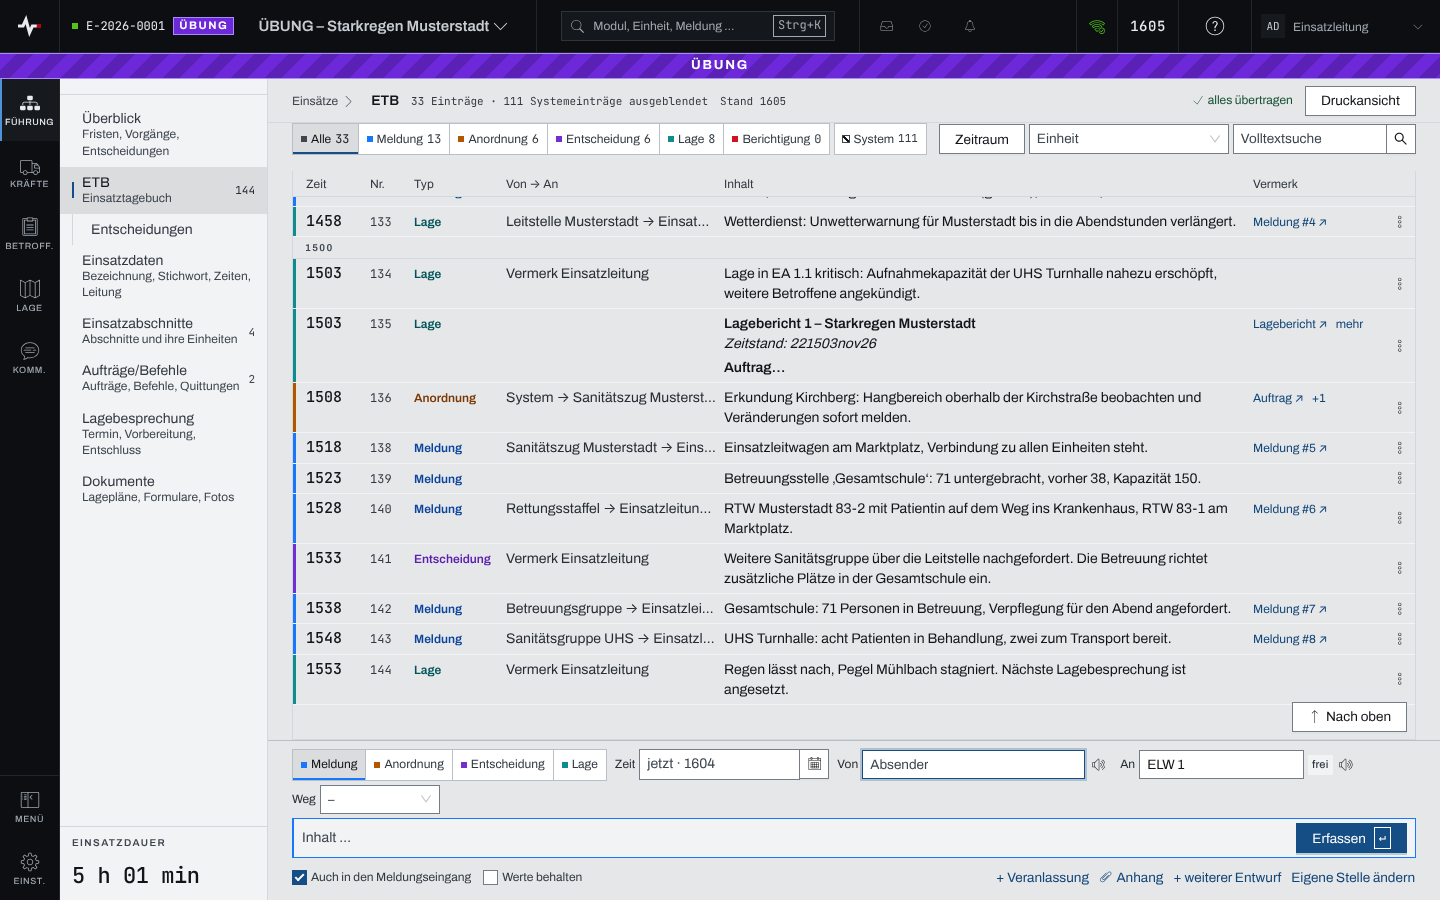 E-2026-0001 ÜBUNG ÜBUNG – Starkregen Musterstadt Modul, Einheit, Meldung ... Strg+K 1605 AD Einsatzleitung
ÜBUNG
FÜHRUNG
KRÄFTE
BETROFF.
LAGE
KOMM.
MENÜ
EINST.
Überblick
Fristen, Vorgänge,
Entscheidungen
ETB
Einsatztagebuch 144
Entscheidungen
Einsatzdaten
Bezeichnung, Stichwort, Zeiten,
Leitung
Einsatzabschnitte
Abschnitte und ihre Einheiten 4
Aufträge/Befehle
Aufträge, Befehle, Quittungen 2
Lagebesprechung
Termin, Vorbereitung,
Entschluss
Dokumente
Lagepläne, Formulare, Fotos
EINSATZDAUER
5 h 01 min
Einsätze ETB 33 Einträge · 111 Systemeinträge ausgeblendet Stand 1605 alles übertragen Druckansicht
Alle 33 Meldung 13 Anordnung 6 Entscheidung 6 Lage 8 Berichtigung 0 System 111 Zeitraum Einheit Volltextsuche
Zeit Nr. Typ Von → An Inhalt Vermerk
1458 133 Lage Leitstelle Musterstadt → Einsat... Wetterdienst: Unwetterwarnung für Musterstadt bis in die Abendstunden verlängert. Meldung #4 ↗
1500
1503 134 Lage Vermerk Einsatzleitung Lage in EA 1.1 kritisch: Aufnahmekapazität der UHS Turnhalle nahezu erschöpft,
weitere Betroffene angekündigt.
1503 135 Lage Lagebericht 1 – Starkregen Musterstadt Lagebericht ↗ mehr
Zeitstand: 221503nov26
Auftrag...
1508 136 Anordnung System → Sanitätszug Musterst... Erkundung Kirchberg: Hangbereich oberhalb der Kirchstraße beobachten und Auftrag ↗ +1
Veränderungen sofort melden.
1518 138 Meldung Sanitätszug Musterstadt → Eins... Einsatzleitwagen am Marktplatz, Verbindung zu allen Einheiten steht. Meldung #5 ↗
1523 139 Meldung Betreuungsstelle ‚Gesamtschule‘: 71 untergebracht, vorher 38, Kapazität 150.
1528 140 Meldung Rettungsstaffel → Einsatzleitun... RTW Musterstadt 83-2 mit Patientin auf dem Weg ins Krankenhaus, RTW 83-1 am Meldung #6 ↗
Marktplatz.
1533 141 Entscheidung Vermerk Einsatzleitung Weitere Sanitätsgruppe über die Leitstelle nachgefordert. Die Betreuung richtet
zusätzliche Plätze in der Gesamtschule ein.
1538 142 Meldung Betreuungsgruppe → Einsatzlei... Gesamtschule: 71 Personen in Betreuung, Verpflegung für den Abend angefordert. Meldung #7 ↗
1548 143 Meldung Sanitätsgruppe UHS → Einsatzl... UHS Turnhalle: acht Patienten in Behandlung, zwei zum Transport bereit. Meldung #8 ↗
1553 144 Lage Vermerk Einsatzleitung Regen lässt nach, Pegel Mühlbach stagniert. Nächste Lagebesprechung ist
angesetzt.
↑ Nach oben
Meldung Anordnung Entscheidung Lage Zeit jetzt · 1604 Von Absender An ELW 1 frei
Weg –
Inhalt ... Erfassen ↵
Auch in den Meldungseingang Werte behalten + Veranlassung Anhang + weiterer Entwurf Eigene Stelle ändern